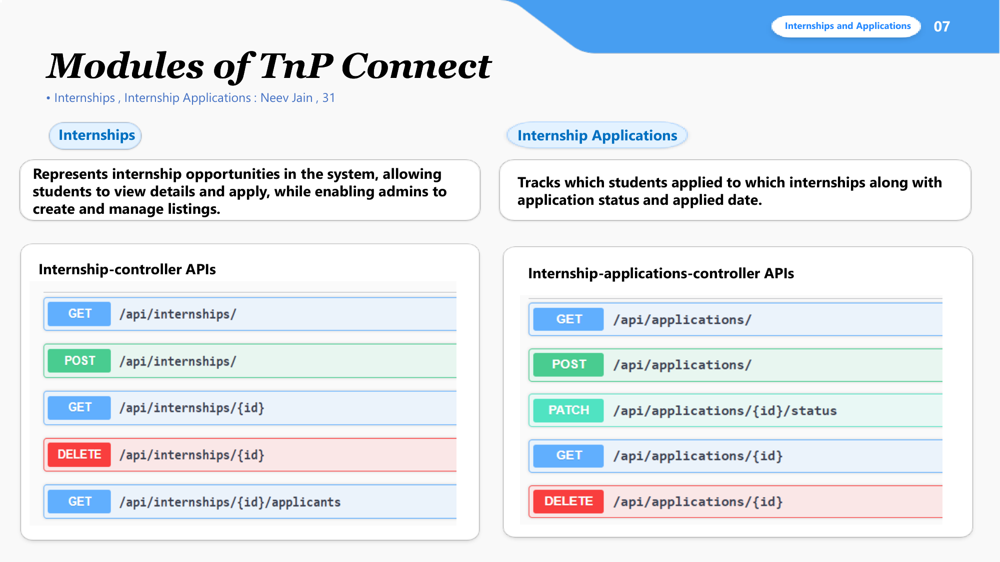 Internships and Applications 07
Modules of TnP Connect
• Internships , Internship Applications : Neev Jain , 31
Internships
Represents internship opportunities in the system, allowing
students to view details and apply, while enabling admins to
create and manage listings.
Internship-controller APIs
GET /api/internships/
POST /api/internships/
GET /api/internships/{id}
DELETE /api/internships/{id}
GET /api/internships/{id}/applicants
Internship Applications
Tracks which students applied to which internships along with
application status and applied date.
Internship-applications-controller APIs
GET /api/applications/
POST /api/applications/
PATCH /api/applications/{id}/status
GET /api/applications/{id}
DELETE /api/applications/{id}